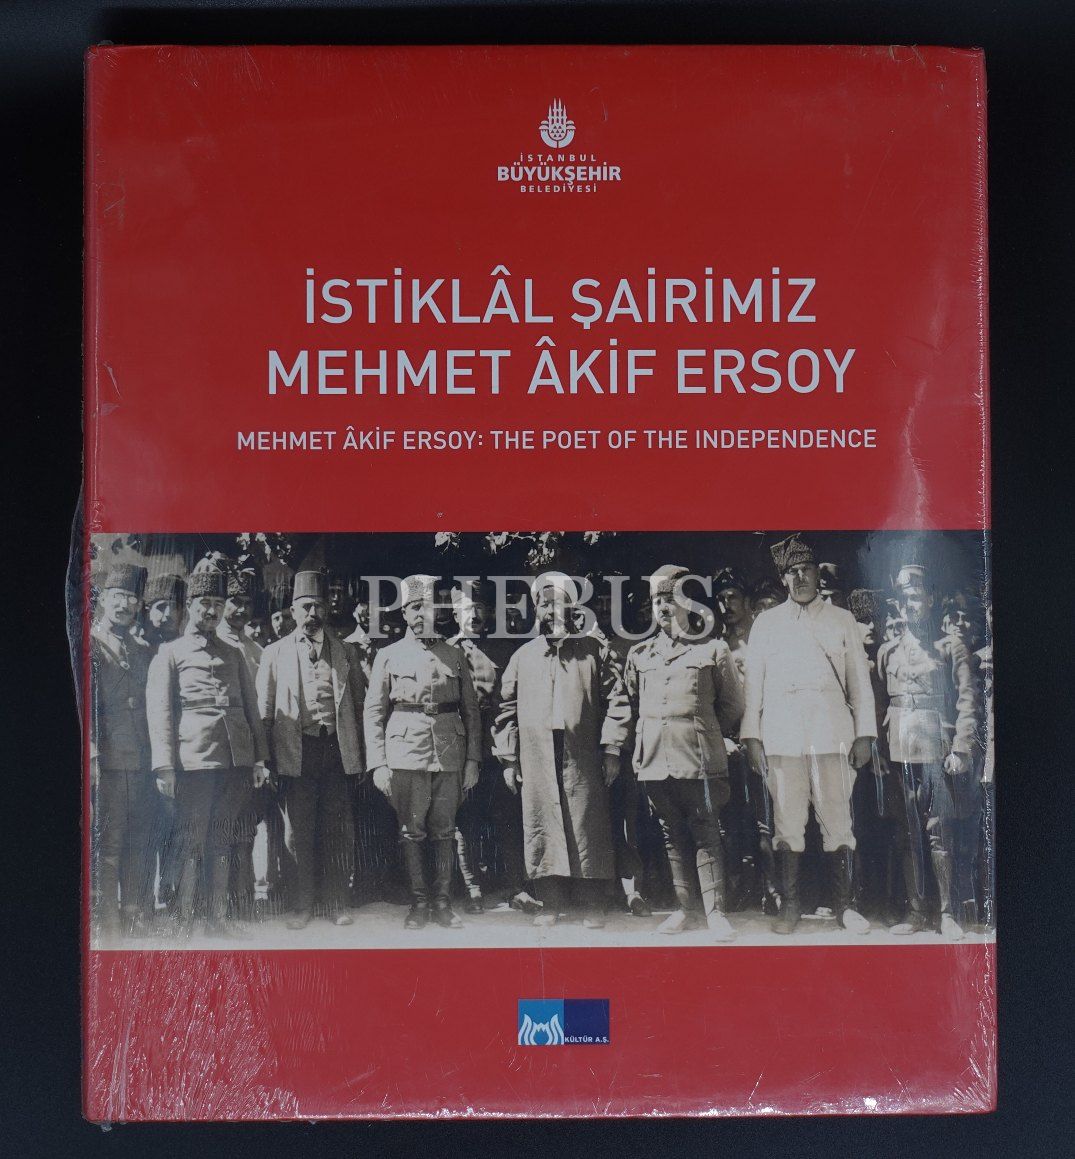 İSTANBUL
BÜYÜKŞEHİR
BELEDİYESİ
İSTİKLÂL ŞAİRİMİZ
MEHMET ÂKİF ERSOY
MEHMET ÂKİF ERSOY: THE POET OF THE INDEPENDENCE
PHEBUS
KÜLTÜR A.Ş.